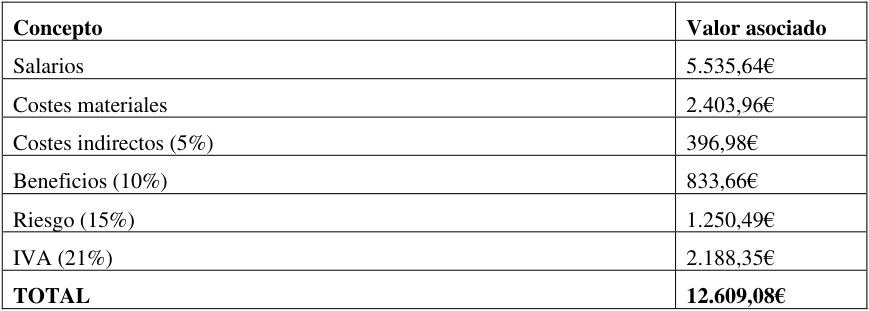 Concepto Valor asociado
Salarios 5.535,64€
Costes materiales 2.403,96€
Costes indirectos (5%) 396,98€
Beneficios (10%) 833,66€
Riesgo (15%) 1.250,49€
IVA (21%) 2.188,35€
TOTAL 12.609,08€